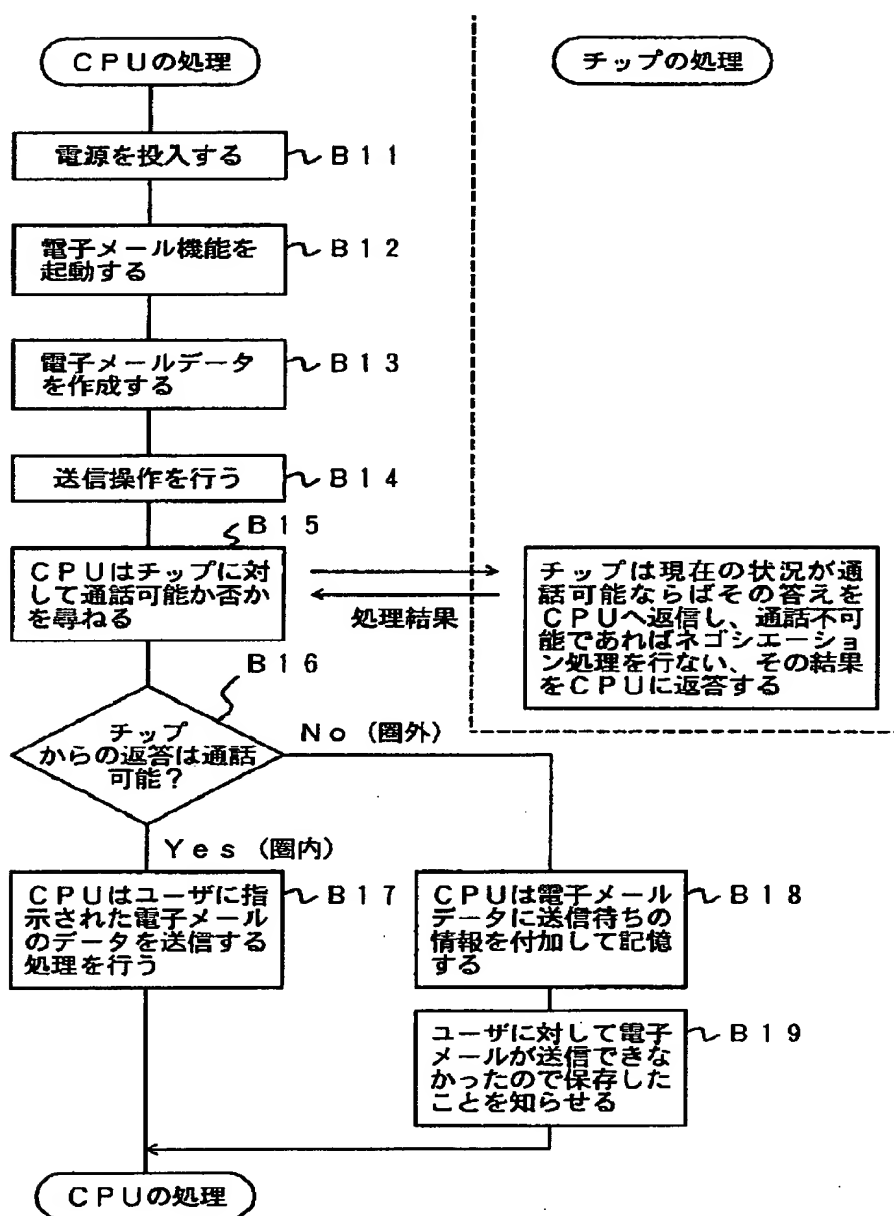 CPUの処理
チップの処理
電源を投入する
B11
電子メール機能を
起動する
B12
電子メールデータ
を作成する
B13
送信操作を行う
B14
B15
CPUはチップに対
して通話可能か否か
を尋ねる
処理結果
チップは現在の状況が通
話可能ならばその答えを
CPUへ返信し、通話不可
能であればネゴシエーショ
ン処理を行ない、その結果
をCPUに返答する
B16
チップ
からの返答は通話
可能?
No(圏外)
Yes(圏内)
CPUはユーザに指
示された電子メール
のデータを送信する
処理を行う
B17
CPUは電子メール
データに送信待ちの
情報を付加して記憶
する
B18
ユーザに対して電子
メールが送信できな
かったので保存した
ことを知らせる
B19
CPUの処理